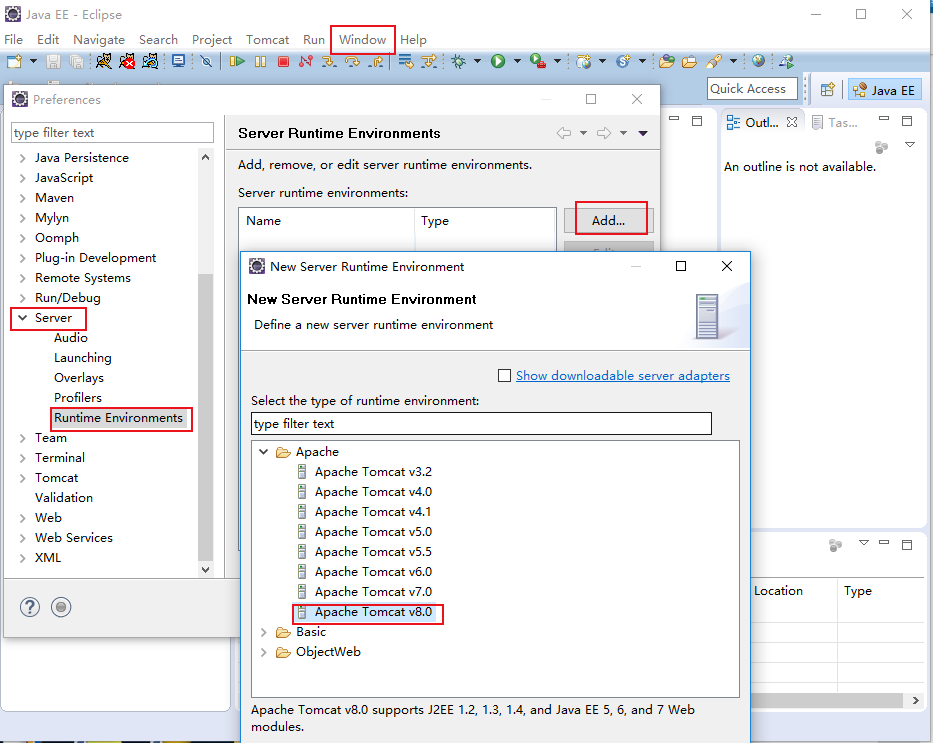 Java EE - Eclipse
File Edit Navigate Search Project Tomcat Run Window Help
Quick Access
Java EE
Preferences
type filter text
Java Persistence
JavaScript
Maven
Mylyn
Oomph
Plug-in Development
Remote Systems
Run/Debug
Server
Audio
Launching
Overlays
Profilers
Runtime Environments
Team
Terminal
Tomcat
Validation
Web
Web Services
XML
Server Runtime Environments
Add, remove, or edit server runtime environments.
Server runtime environments:
Name Type
Add...
New Server Runtime Environment
New Server Runtime Environment
Define a new server runtime environment
Show downloadable server adapters
Select the type of runtime environment:
type filter text
Apache
Apache Tomcat v3.2
Apache Tomcat v4.0
Apache Tomcat v4.1
Apache Tomcat v5.0
Apache Tomcat v5.5
Apache Tomcat v6.0
Apache Tomcat v7.0
Apache Tomcat v8.0
Basic
ObjectWeb
Apache Tomcat v8.0 supports J2EE 1.2, 1.3, 1.4, and Java EE 5, 6, and 7 Web
modules.
Outl... Tas...
An outline is not available.
Location Type